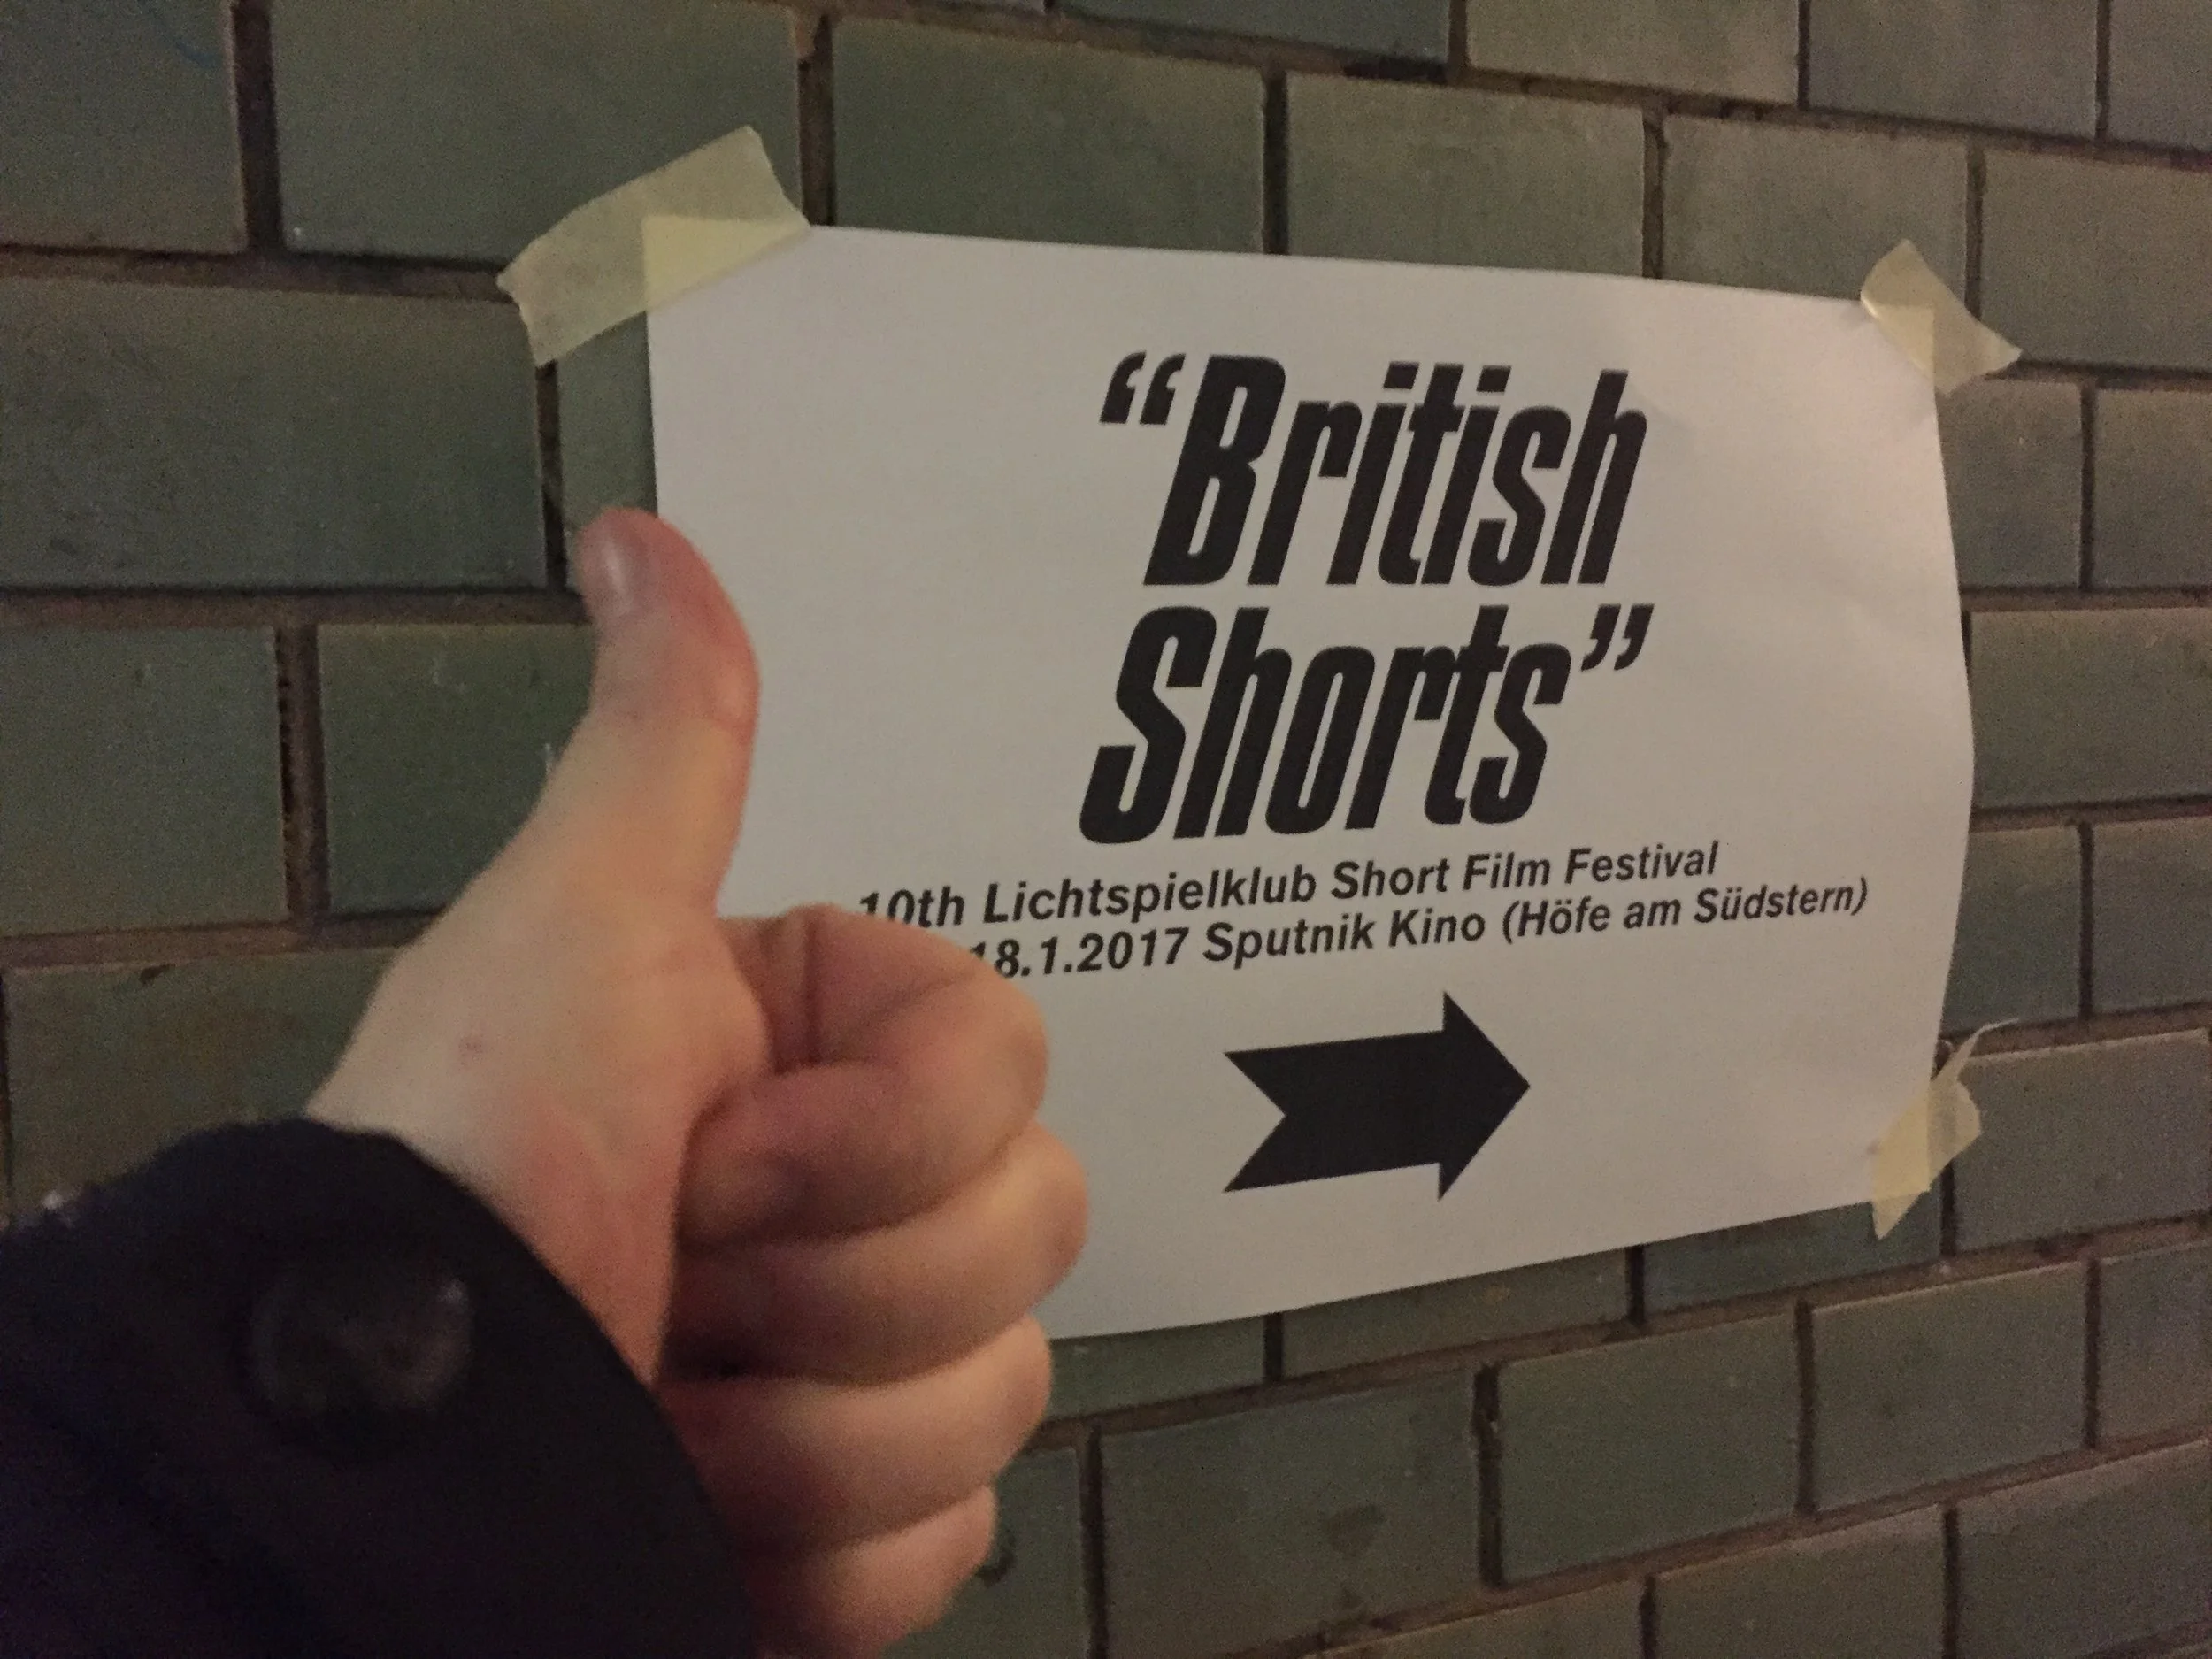 “British
Shorts”
10th Lichtspielklub Short Film Festival
18.1.2017 Sputnik Kino (Höfe am Südstern)